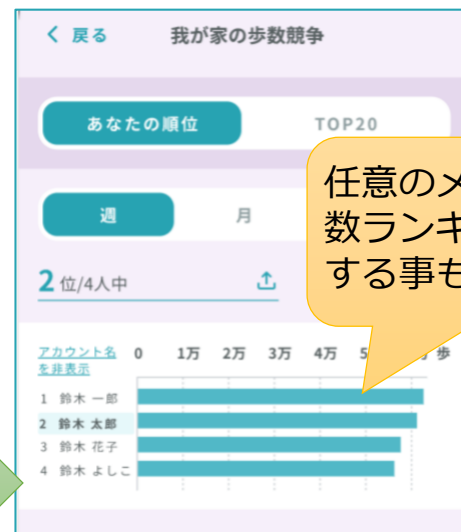 戻る 我が家の歩数競争
あなたの順位 TOP20
週 月
2 位/4人中
任意のメ
数ランキ
する事も
アカウント名
を非表示
0 1万 2万 3万 4万 5 歩
1 鈴木 一郎
2 鈴木 太郎
3 鈴木 花子
4 鈴木 よしこ